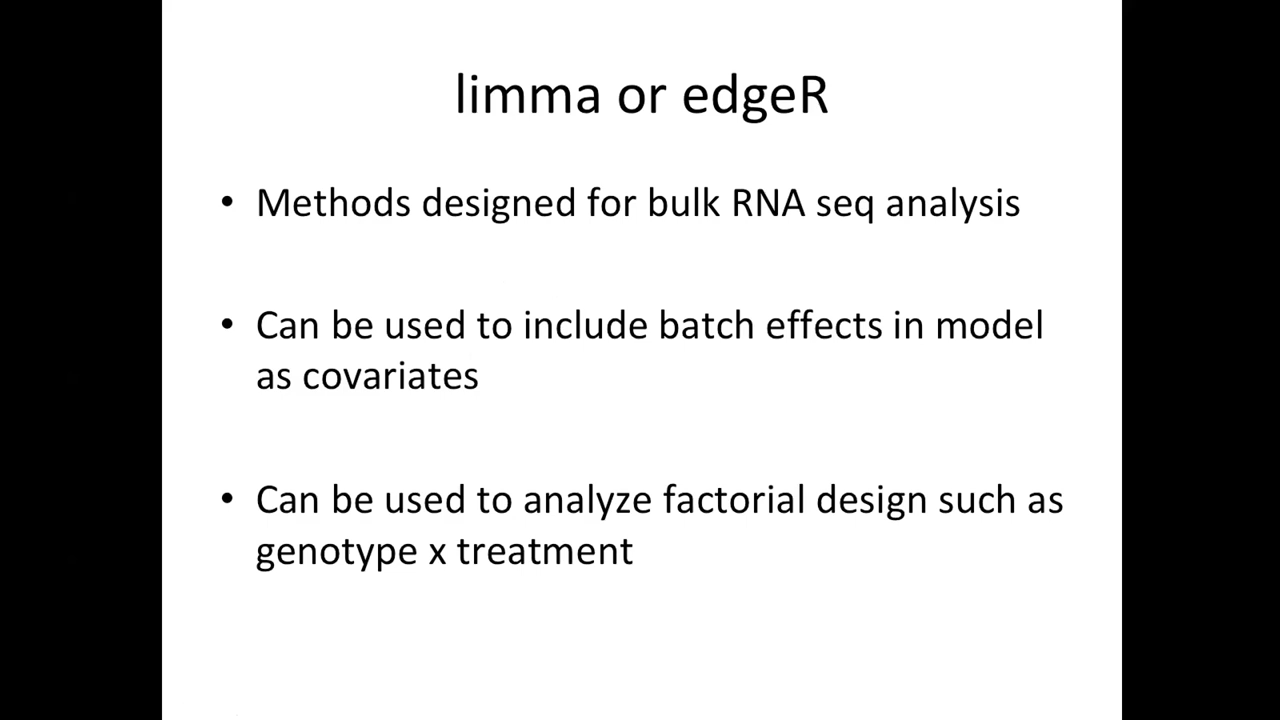 limma or edgeR
• Methods designed for bulk RNA seq analysis
• Can be used to include batch effects in model
as covariates
• Can be used to analyze factorial design such as
genotype x treatment